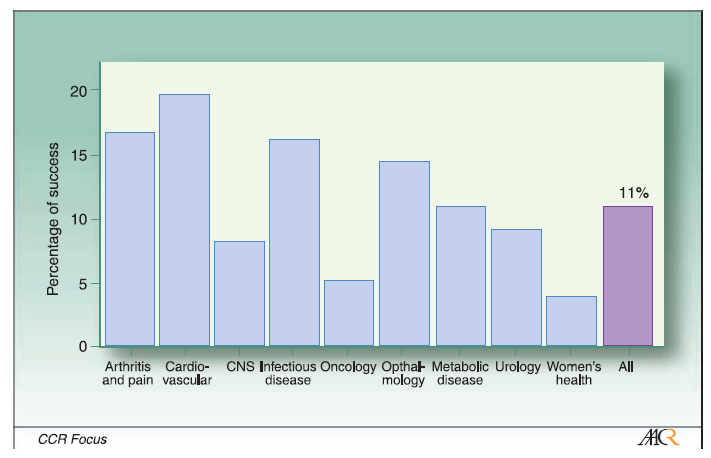 20
15
10
5
0
Percentage of success
11%
Arthritis and pain
Cardio-
vascular
CNS
Infectious disease
Oncology
Opthal-
mology
Metabolic disease
Urology
Women's health
All
CCR Focus
AACR